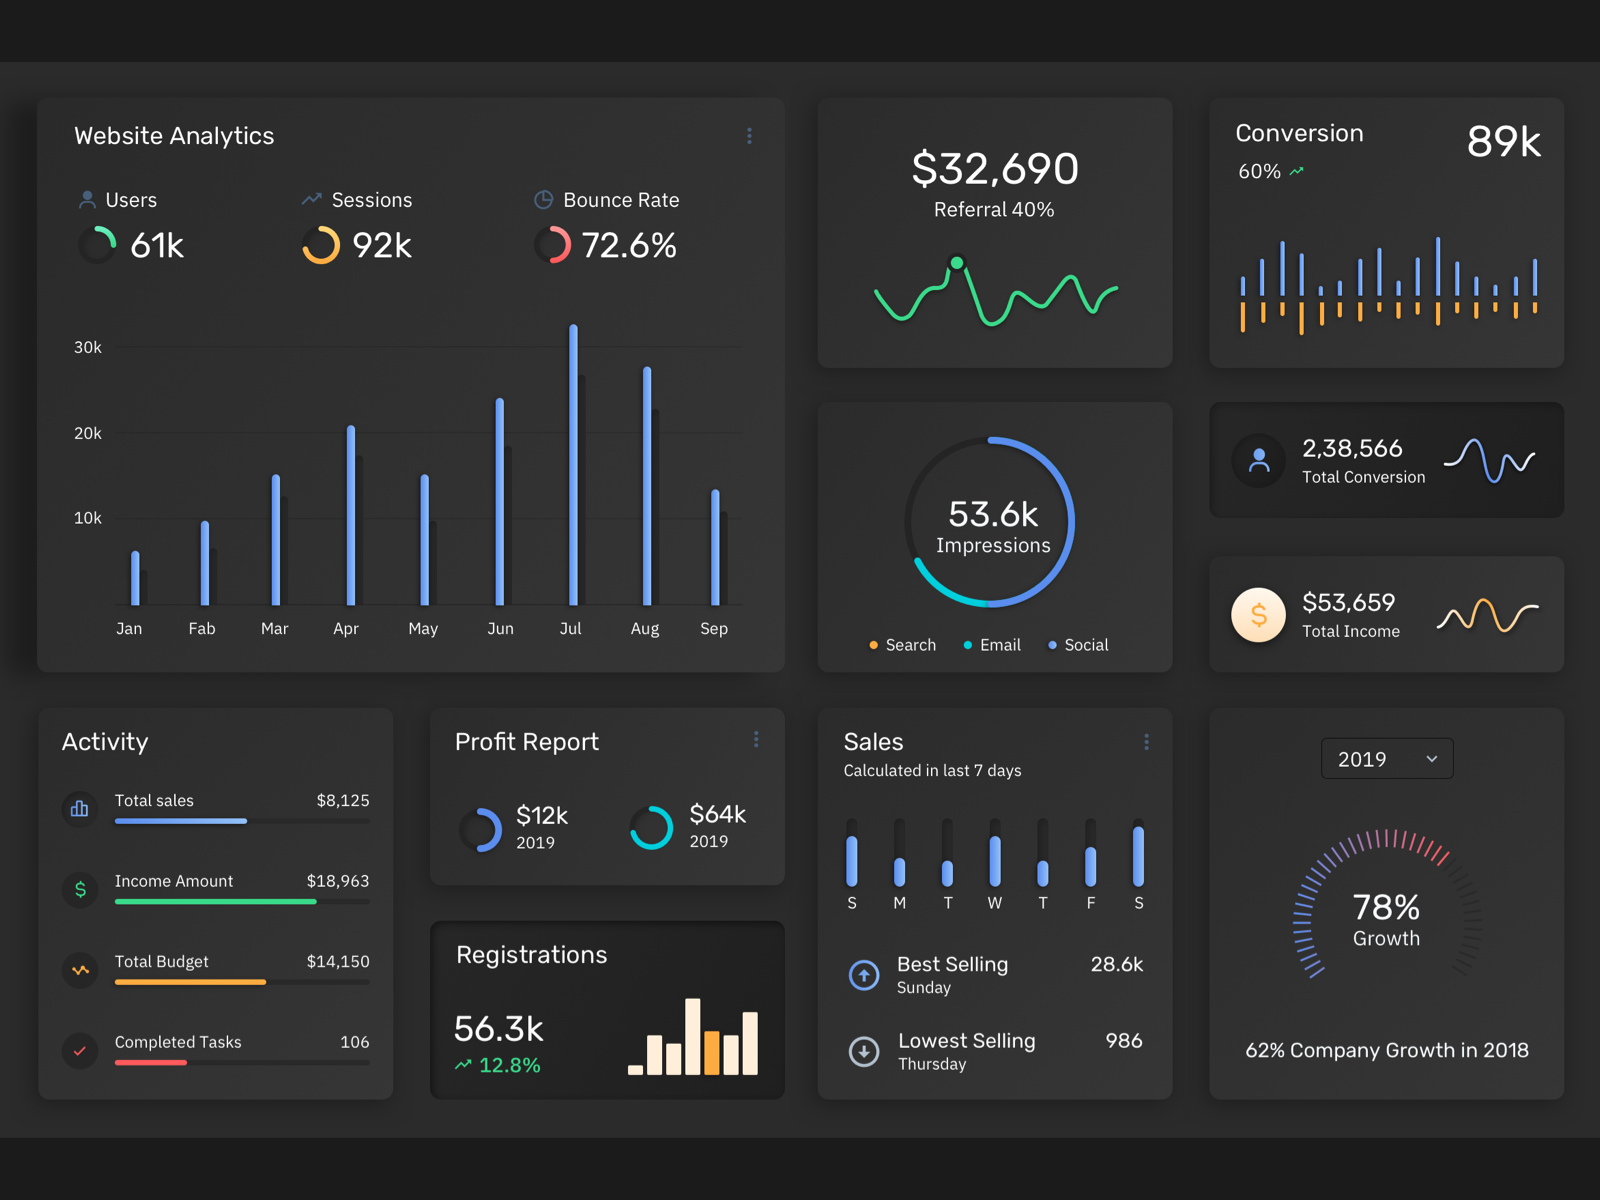 Website Analytics
Users
61k
Sessions
92k
Bounce Rate
72.6%
30k
20k
10k
Jan Fab Mar Apr May Jun Jul Aug Sep
$32,690
Referral 40%
Conversion
60%
89k
53.6k
Impressions
Search Email Social
2,38,566
Total Conversion
$53,659
Total Income
Activity
Total sales $8,125
Income Amount $18,963
Total Budget $14,150
Completed Tasks 106
Profit Report
$12k
2019
$64k
2019
Registrations
56.3k
12.8%
Sales
Calculated in last 7 days
S M T W T F S
Best Selling 28.6k
Sunday
Lowest Selling 986
Thursday
2019
78%
Growth
62% Company Growth in 2018